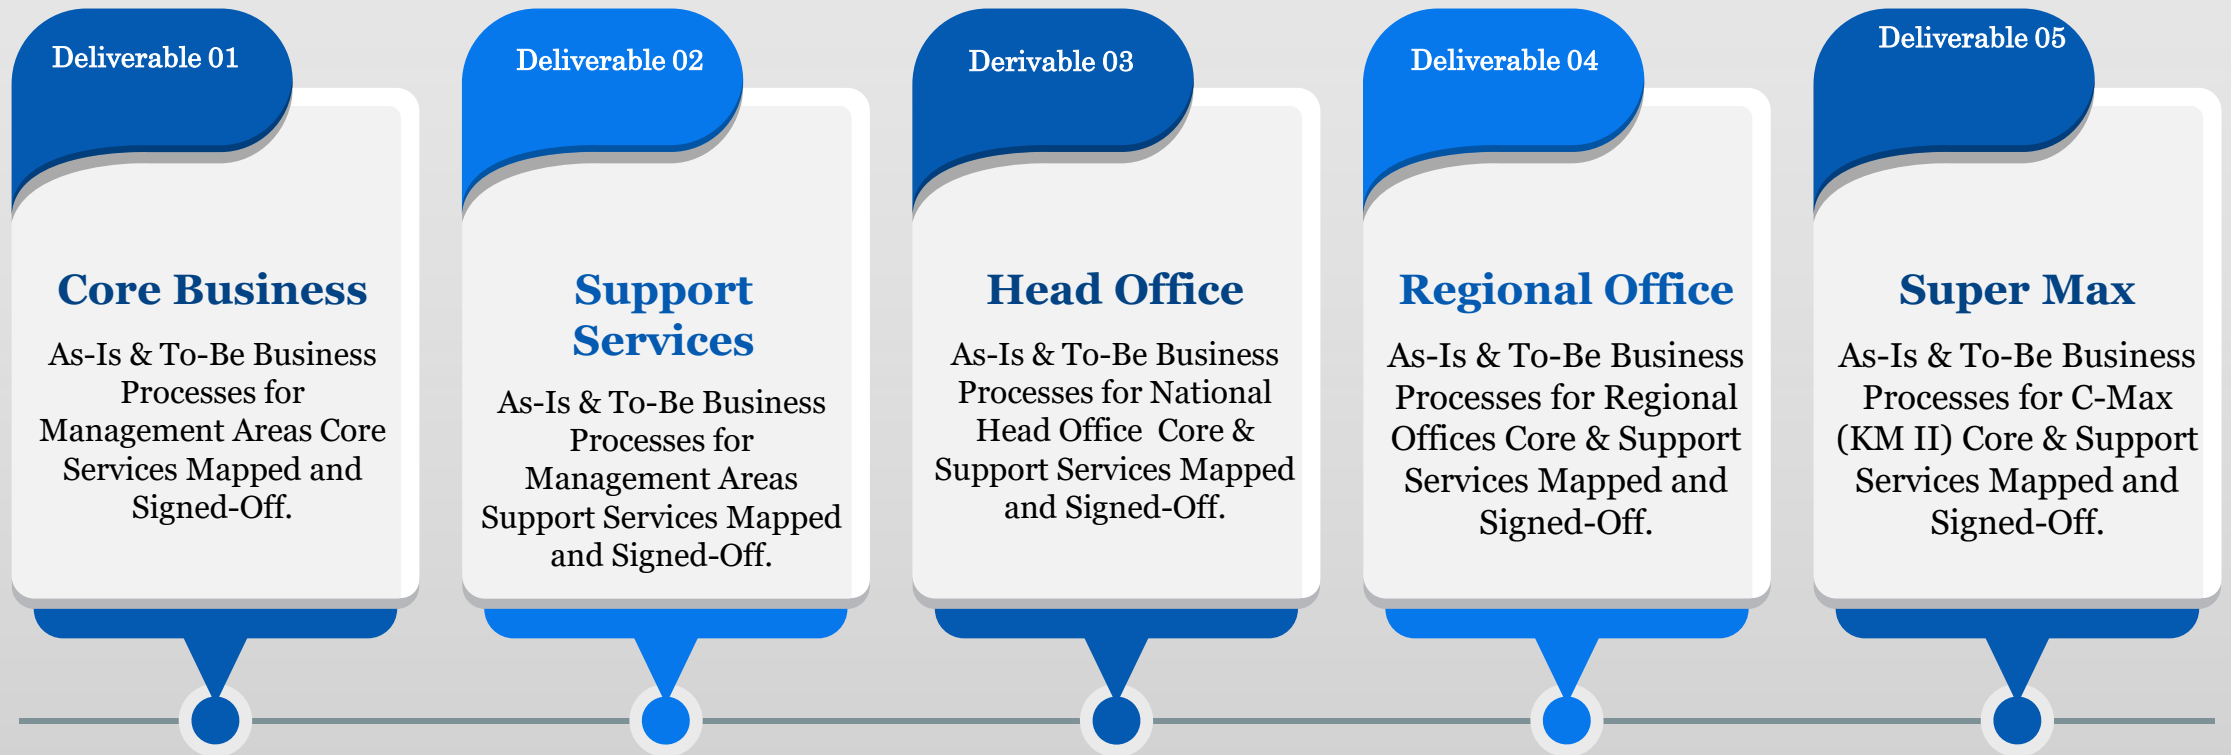 Deliverable 01
Core Business
As-Is & To-Be Business
Processes for
Management Areas Core
Services Mapped and
Signed-Off.
Deliverable 02
Support
Services
As-Is & To-Be Business
Processes for
Management Areas
Support Services Mapped
and Signed-Off.
Derivable 03
Head Office
As-Is & To-Be Business
Processes for National
Head Office  Core &
Support Services Mapped
and Signed-Off.
Deliverable 04
Regional Office
As-Is & To-Be Business
Processes for Regional
Offices Core & Support
Services Mapped and
Signed-Off.
Deliverable 05
Super Max
As-Is & To-Be Business
Processes for C-Max
(KM II) Core & Support
Services Mapped and
Signed-Off.